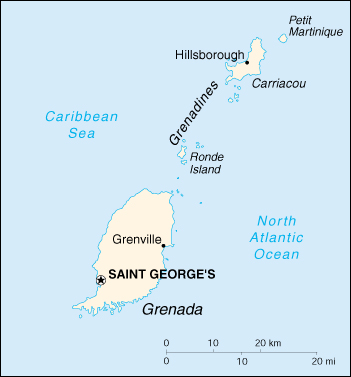 Petit
Martinique
Hillsborough
Carriacou
Grenadines
Caribbean
Sea
Ronde
Island
North
Atlantic
Ocean
Grenville
SAINT GEORGE'S
Grenada
0 10 20 km
0 10 20 mi